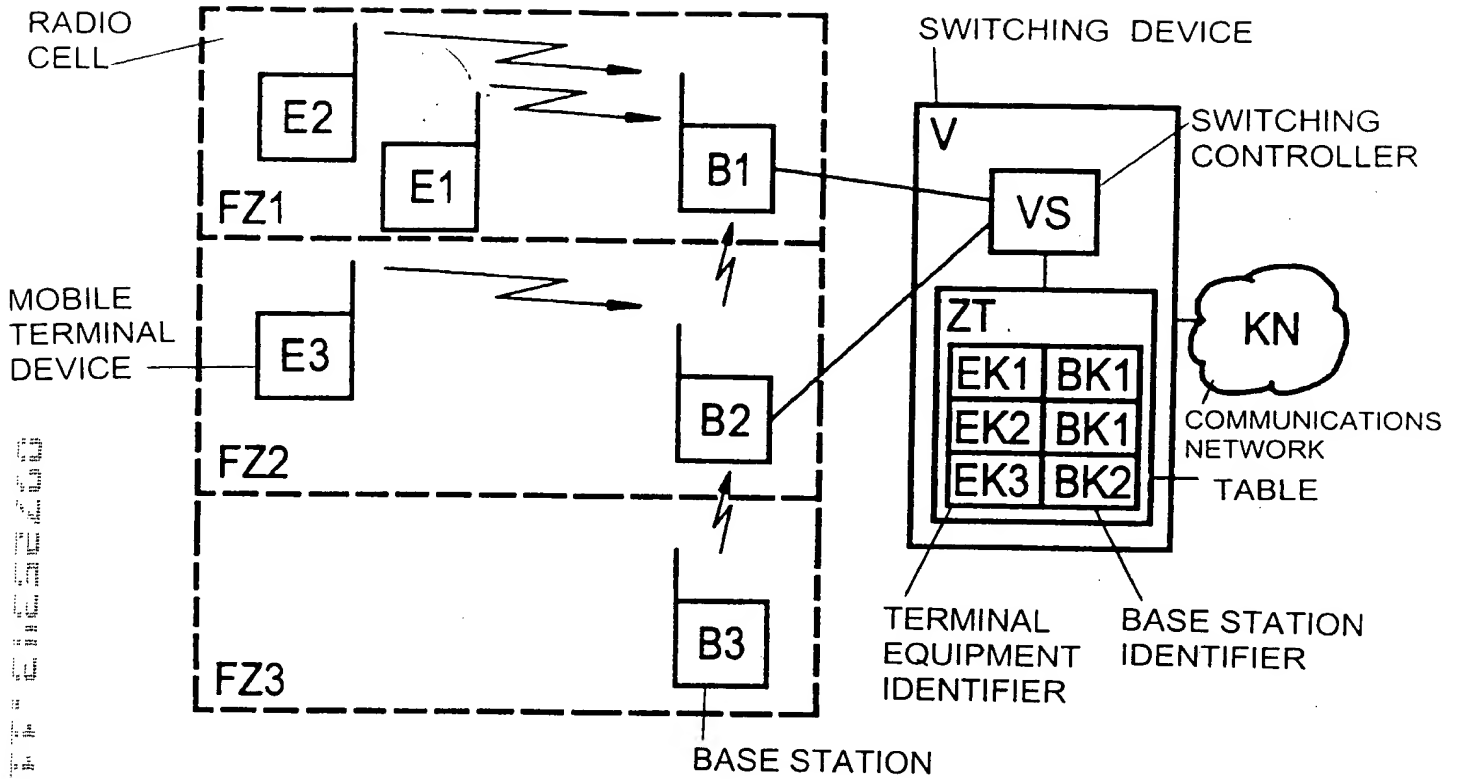 RADIO
CELL
E2
E1
FZ1
B1
MOBILE
TERMINAL
DEVICE
E3
FZ2
B2
FZ3
B3
BASE STATION
SWITCHING DEVICE
V
SWITCHING
CONTROLLER
VS
ZT
EK1 BK1
EK2 BK1
EK3 BK2
KN
COMMUNICATIONS
NETWORK
TABLE
TERMINAL
EQUIPMENT
IDENTIFIER
BASE STATION
IDENTIFIER